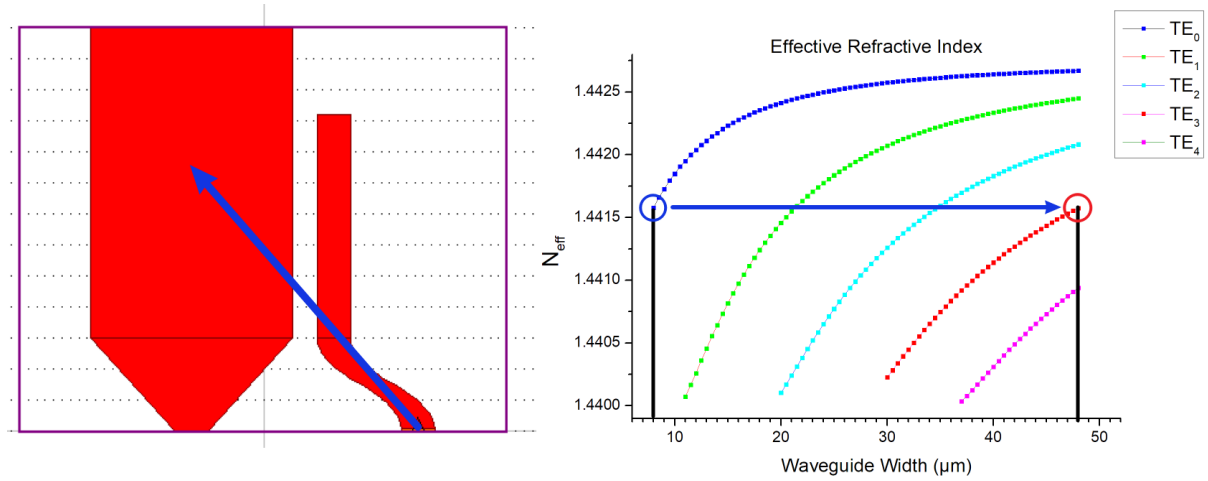 Effective Refractive Index
TE₀
TE₁
TE₂
TE₃
TE₄
1.4425
1.4420
1.4415
1.4410
1.4405
1.4400
N_eff
10 20 30 40 50
Waveguide Width (µm)